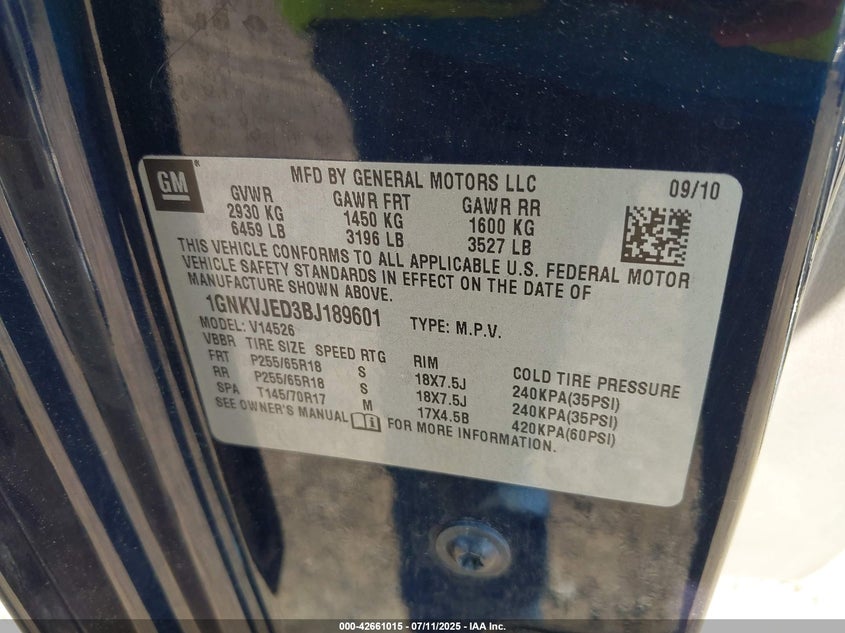 GM
MFD BY GENERAL MOTORS LLC
09/10
GVWR GAWR FRT GAWR RR
2930 KG 1450 KG 1600 KG
6459 LB 3196 LB 3527 LB
THIS VEHICLE CONFORMS TO ALL APPLICABLE U.S. FEDERAL MOTOR
VEHICLE SAFETY STANDARDS IN EFFECT ON THE DATE OF
MANUFACTURE SHOWN ABOVE.
1GNKVJED3BJ189601 TYPE: M.P.V.
MODEL: V14526
VBBR TIRE SIZE SPEED RTG RIM COLD TIRE PRESSURE
FRT P255/65R18 S 18X7.5J 240KPA(35PSI)
RR P255/65R18 S 18X7.5J 240KPA(35PSI)
SPA T145/70R17 M 17X4.5B 420KPA(60PSI)
SEE OWNER'S MANUAL FOR MORE INFORMATION.
000-42661015 - 07/11/2025 - IAA Inc.